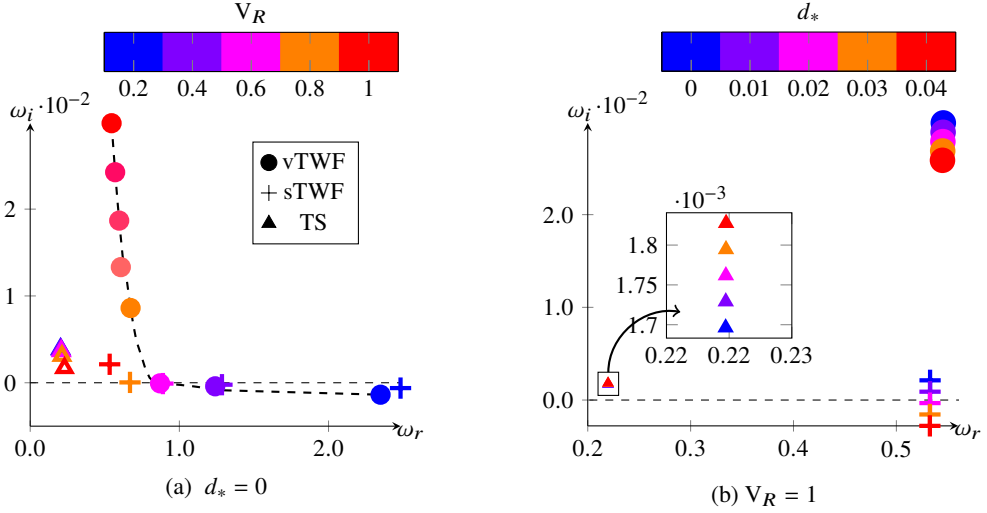 V_R
0.2 0.4 0.6 0.8 1
ω_i ·10^{-2}
vTWF
sTWF
TS
2
1
0
0.0 1.0 2.0 ω_r
(a) d_* = 0
d_*
0 0.01 0.02 0.03 0.04
ω_i ·10^{-2}
2.0
1.0
0.0
·10^{-3}
1.8
1.75
1.7
0.22 0.22 0.23
0.2 0.3 0.4 0.5 ω_r
(b) V_R = 1